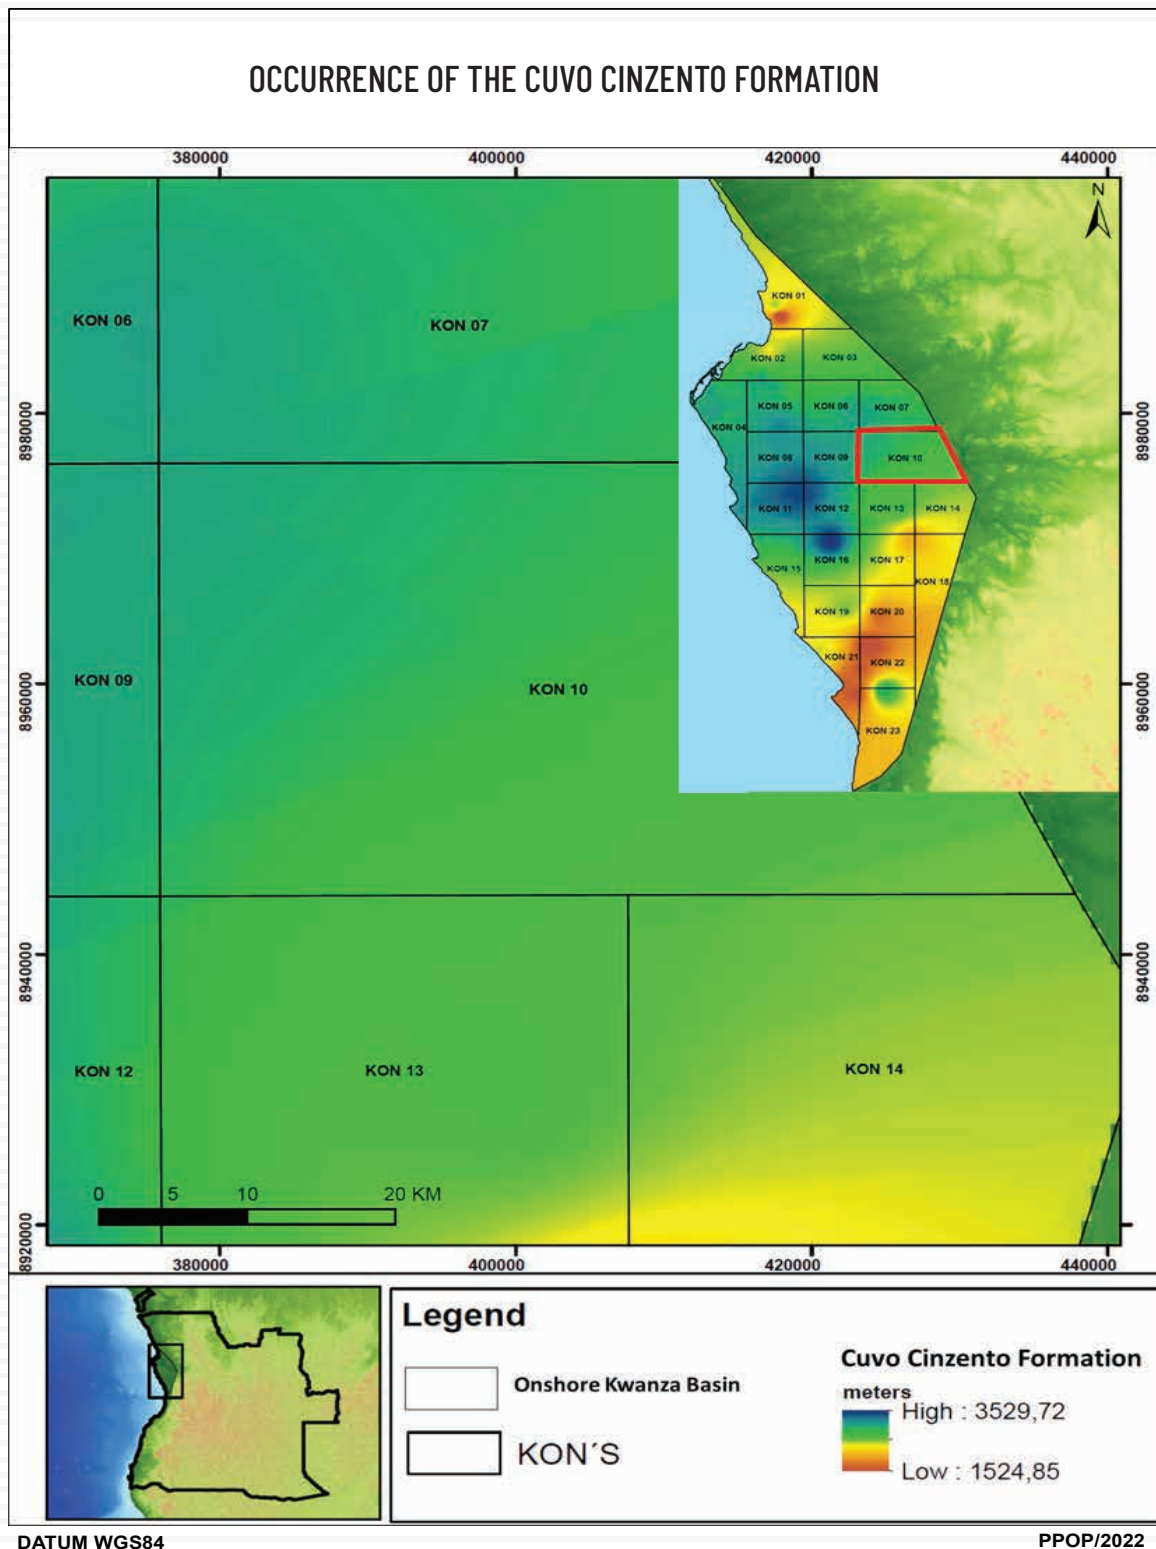 OCCURRENCE OF THE CUVO CINZENTO FORMATION
380000 400000 420000 440000
N
KON 01
KON 02 KON 03
KON 05 KON 06 KON 07
KON 04
KON 08 KON 09 KON 10
KON 11 KON 12 KON 13 KON 14
KON 15 KON 16 KON 17
KON 18
KON 19 KON 20
KON 21 KON 22
KON 23
KON 06 KON 07
8980000 8980000
KON 09 KON 10
8960000 8960000
8940000 8940000
KON 12 KON 13 KON 14
0 5 10 20 KM
8920000
380000 400000 420000 440000
Legend
Onshore Kwanza Basin
KON´S
Cuvo Cinzento Formation
meters
High : 3529,72
Low : 1524,85
DATUM WGS84 PPOP/2022